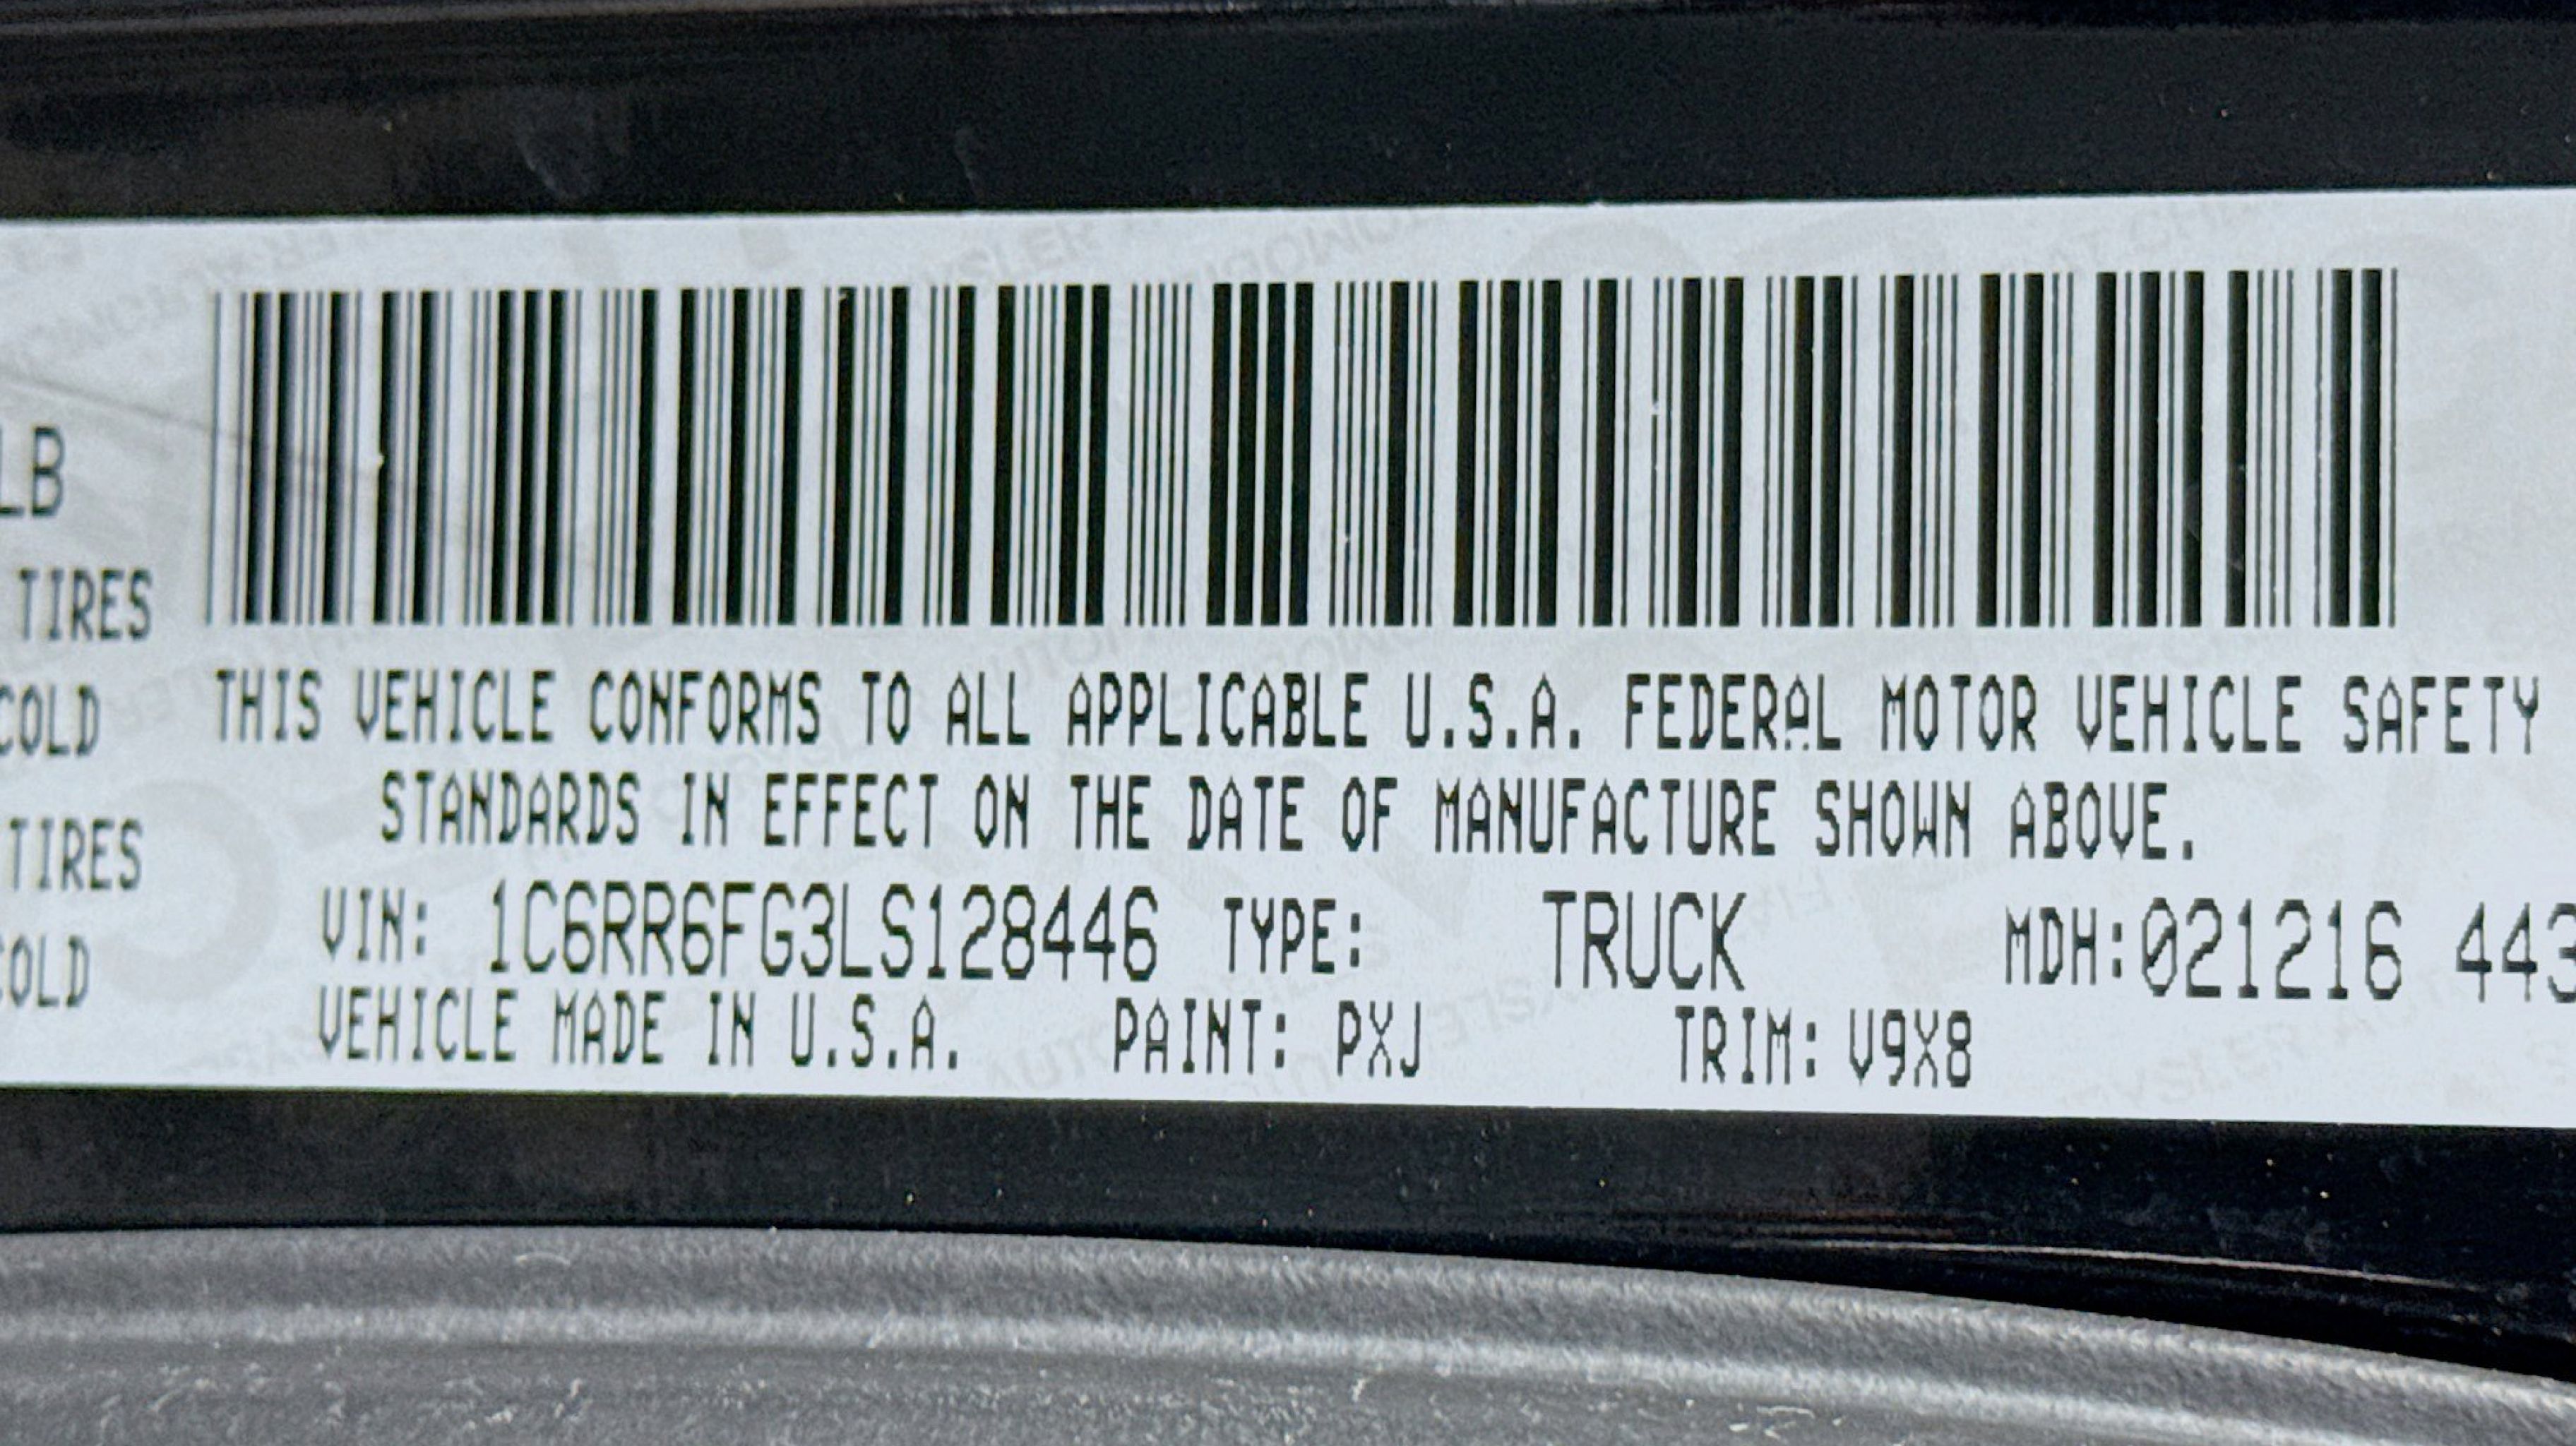 LB
TIRES
COLD
TIRES
COLD
THIS VEHICLE CONFORMS TO ALL APPLICABLE U.S.A. FEDERAL MOTOR VEHICLE SAFETY
STANDARDS IN EFFECT ON THE DATE OF MANUFACTURE SHOWN ABOVE.
VIN: 1C6RR6FG3LS128446 TYPE: TRUCK MDH:021216 443
VEHICLE MADE IN U.S.A. PAINT: PXJ TRIM: V9X8